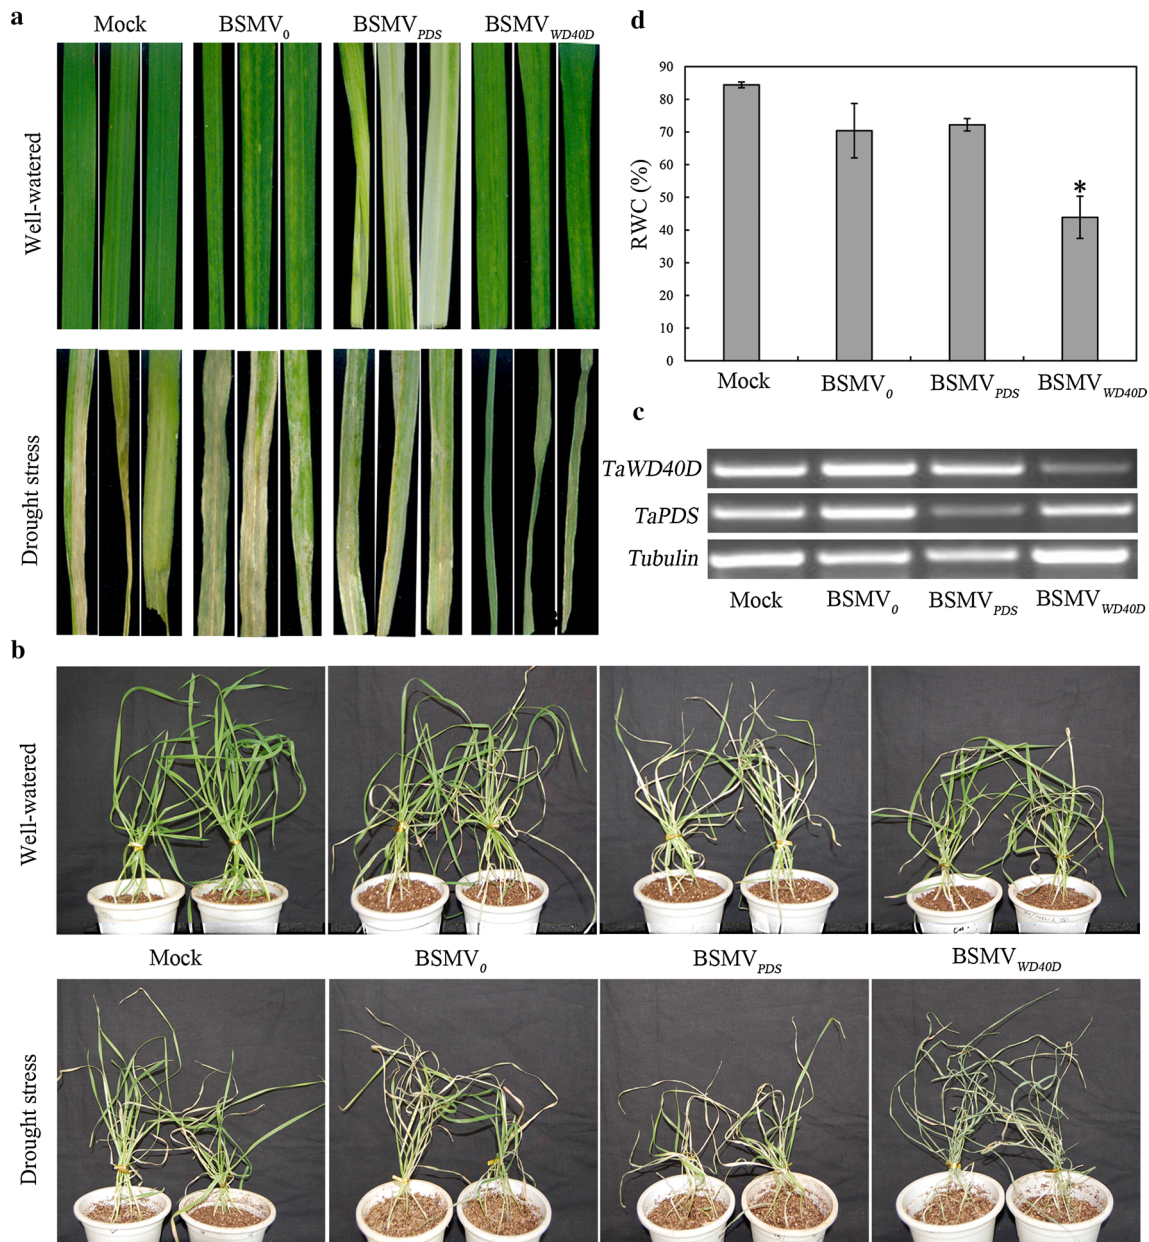 a
Mock BSMV0 BSMVPDS BSMVWD40D
Well-watered
Drought stress
d
RWC (%)
90
80
70
60
50
40
30
20
10
0
*
Mock BSMV0 BSMVPDS BSMVWD40D
c
TaWD40D
TaPDS
Tubulin
Mock BSMV0 BSMVPDS BSMVWD40D
b
Well-watered
Mock BSMV0 BSMVPDS BSMVWD40D
Drought stress